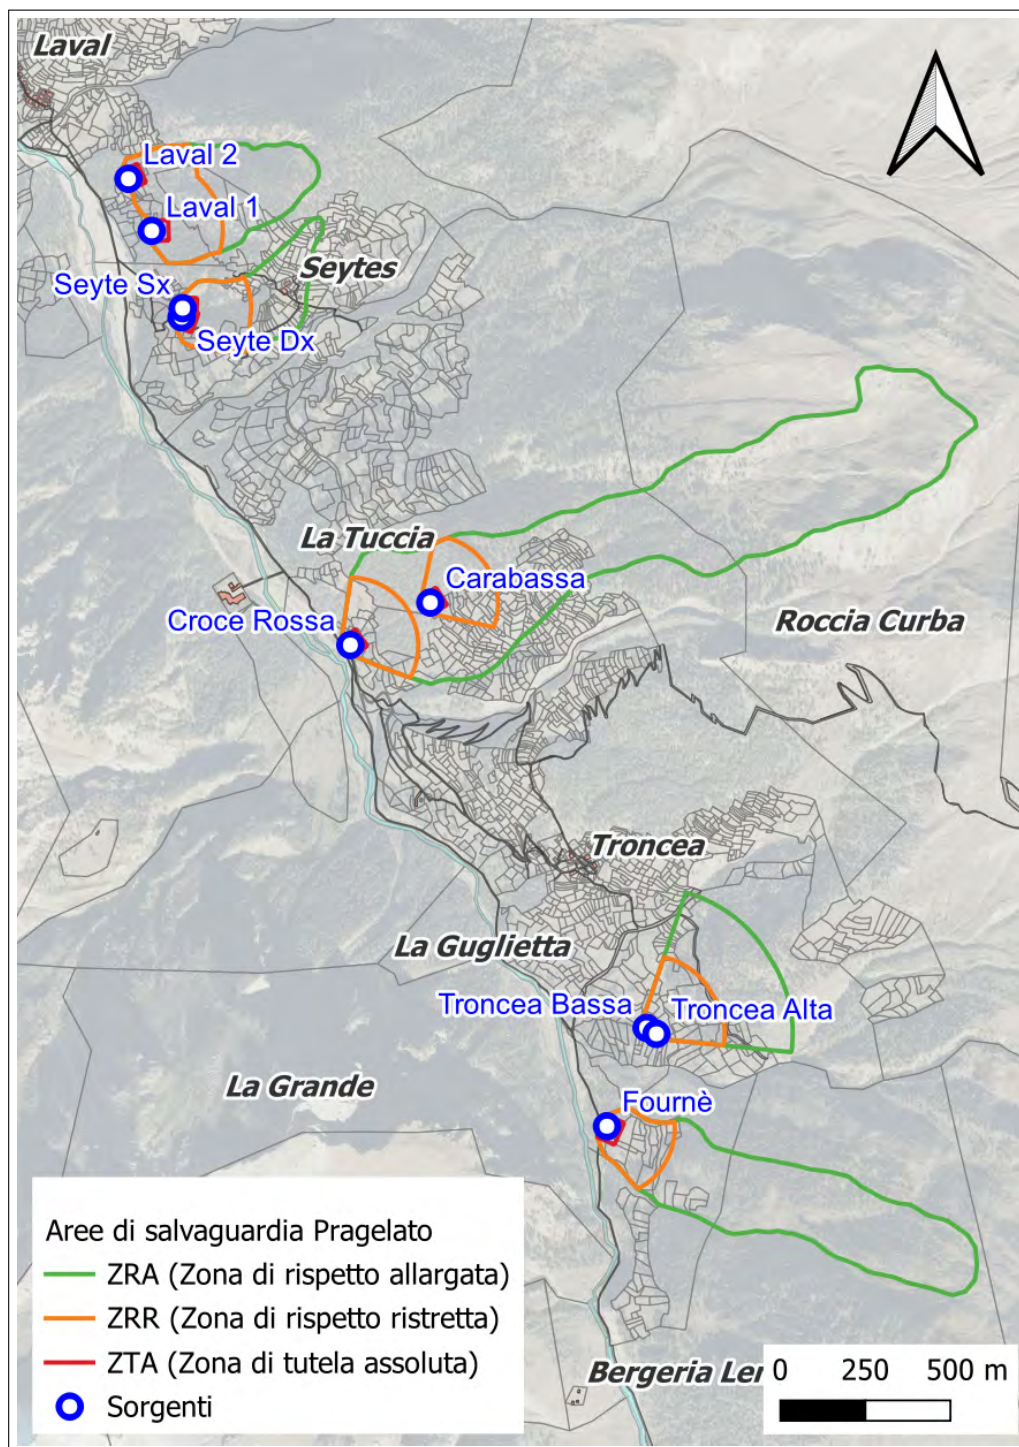 Laval
Laval 2
Laval 1
Seytes
Seyte Sx
Seyte Dx
La Tuccia
Carabassa
Croce Rossa
Roccia Curba
Troncea
La Guglietta
Troncea Bassa
Troncea Alta
La Grande
Fournè
Aree di salvaguardia Pragelato
ZRA (Zona di rispetto allargata)
ZRR (Zona di rispetto ristretta)
ZTA (Zona di tutela assoluta)
Sorgenti
Bergeria
0 250 500 m